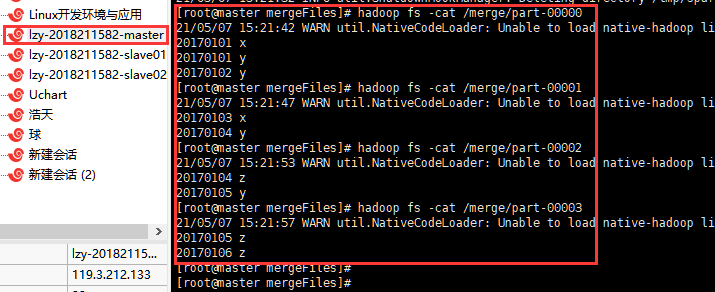 Linux开发环境与应用
lzy-2018211582-master
lzy-2018211582-slave01
lzy-2018211582-slave02
Uchart
浩天
球
新建会话
新建会话 (2)
lzy-20182115...
119.3.212.133
[root@master mergeFiles]# hadoop fs -cat /merge/part-00000
21/05/07 15:21:42 WARN util.NativeCodeLoader: Unable to load native-hadoop li
20170101 x
20170101 y
20170102 y
[root@master mergeFiles]# hadoop fs -cat /merge/part-00001
21/05/07 15:21:47 WARN util.NativeCodeLoader: Unable to load native-hadoop li
20170103 x
20170104 y
[root@master mergeFiles]# hadoop fs -cat /merge/part-00002
21/05/07 15:21:53 WARN util.NativeCodeLoader: Unable to load native-hadoop li
20170104 z
20170105 y
[root@master mergeFiles]# hadoop fs -cat /merge/part-00003
21/05/07 15:21:57 WARN util.NativeCodeLoader: Unable to load native-hadoop li
20170105 z
20170106 z
[root@master mergeFiles]#
[root@master mergeFiles]#